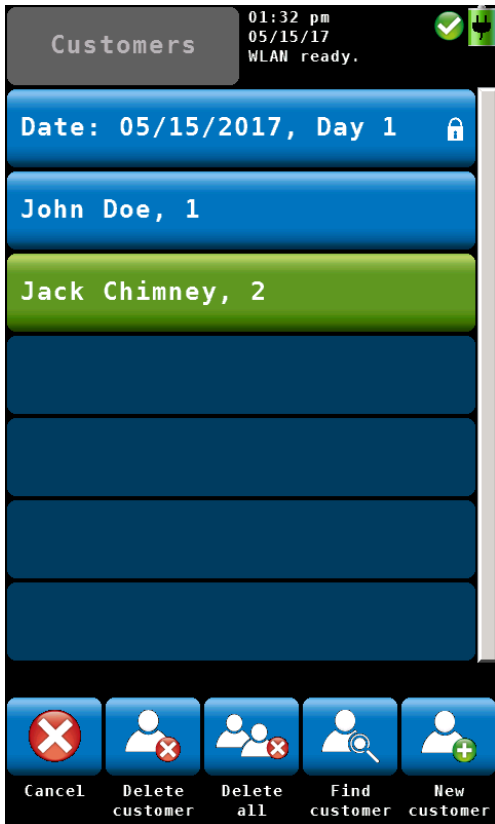 Customers
01:32 pm
05/15/17
WLAN ready.
Date: 05/15/2017, Day 1
John Doe, 1
Jack Chimney, 2
Cancel
Delete
customer
Delete
all
Find
customer
New
customer